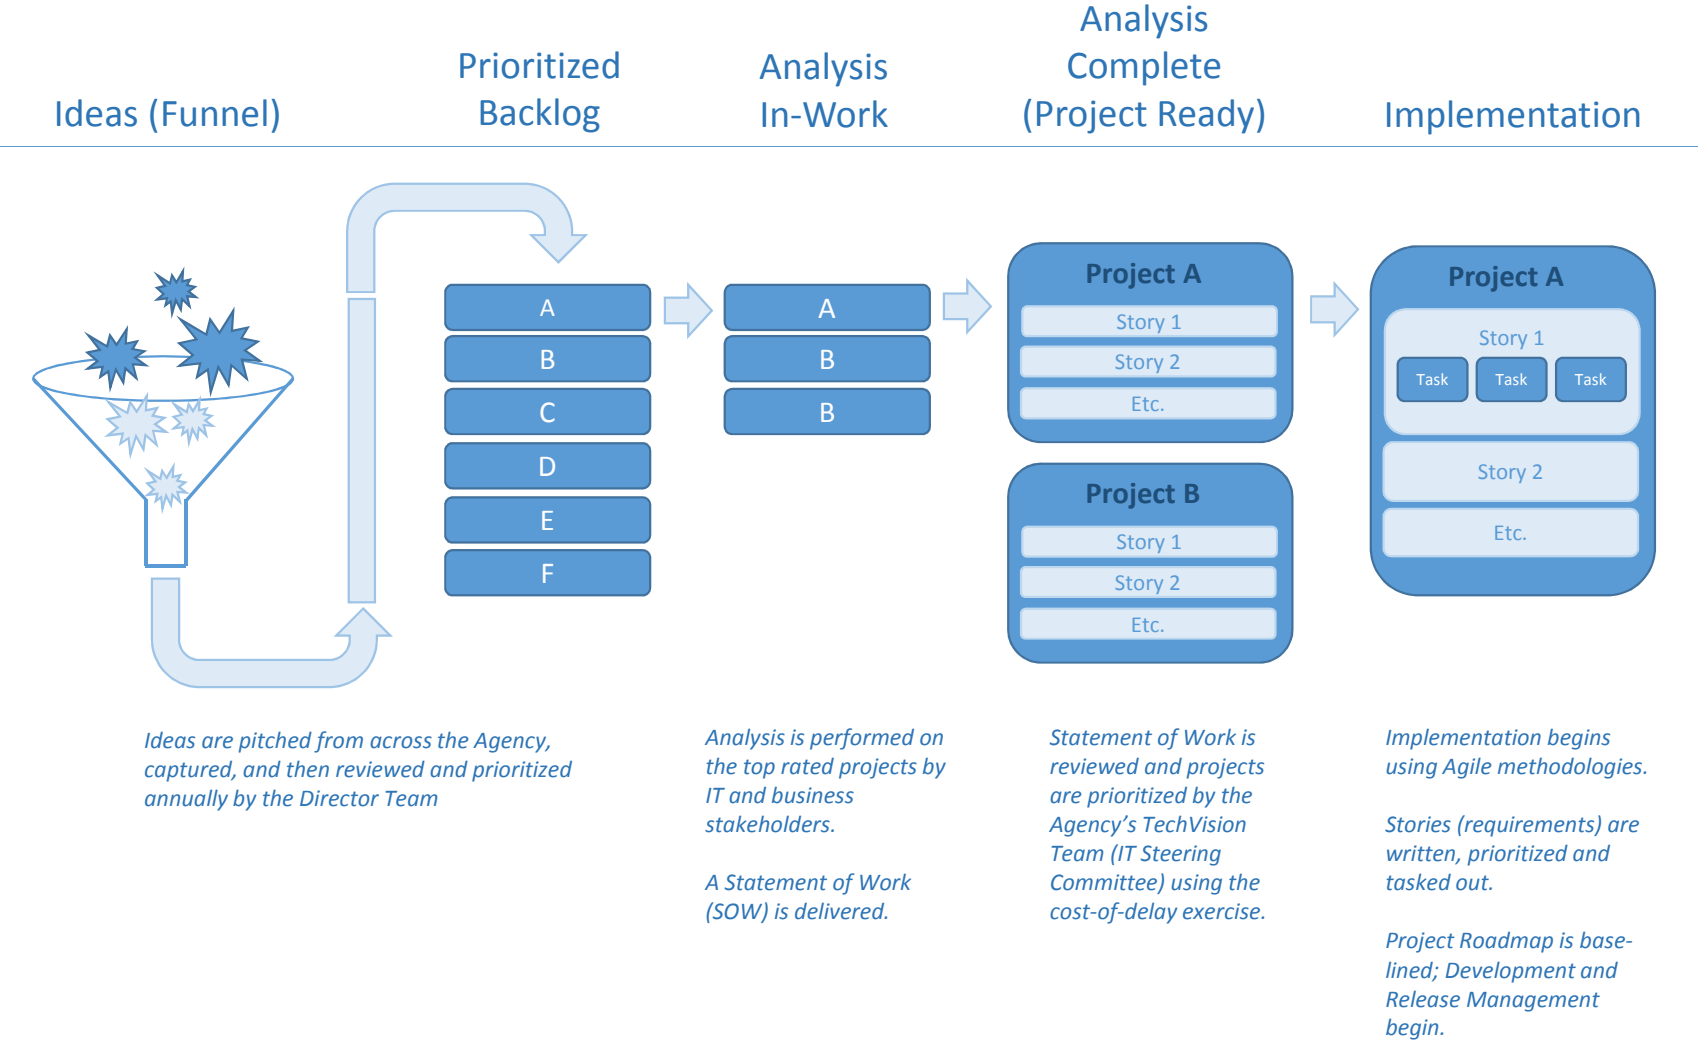 Ideas (Funnel)
Prioritized
Backlog
Analysis
In-Work
Analysis
Complete
(Project Ready)
Implementation
A
B
C
D
E
F
A
B
B
Project A
Story 1
Story 2
Etc.
Project B
Story 1
Story 2
Etc.
Project A
Story 1
Task
Task
Task
Story 2
Etc.
Ideas are pitched from across the Agency,
captured, and then reviewed and prioritized
annually by the Director Team
Analysis is performed on
the top rated projects by
IT and business
stakeholders.
A Statement of Work
(SOW) is delivered.
Statement of Work is
reviewed and projects
are prioritized by the
Agency’s TechVision
Team (IT Steering
Committee) using the
cost-of-delay exercise.
Implementation begins
using Agile methodologies.
Stories (requirements) are
written, prioritized and
tasked out.
Project Roadmap is base-
lined; Development and
Release Management
begin.